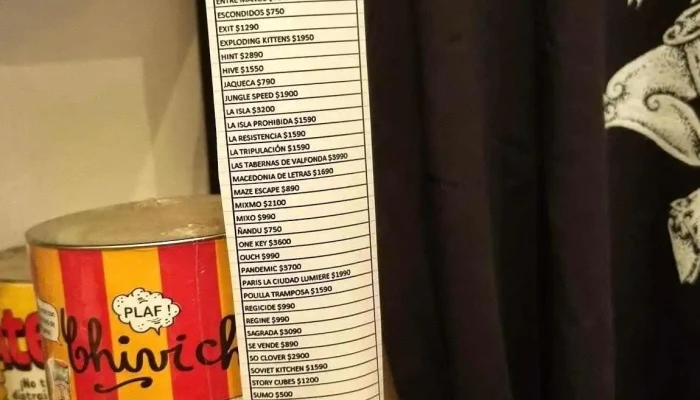 ENTRE
ESCONDIDOS $750
EXIT $1290
EXPLODING KITTENS $1950
HINT $2890
HIVE $1550
JAQUECA $790
JUNGLE SPEED $1900
LA ISLA $3200
LA ISLA PROHIBIDA $1590
LA RESISTENCIA $1590
LA TRIPULACIÓN $1590
LAS TABERNAS DE VALFONDA $3990
MACEDONIA DE LETRAS $1690
MAZE ESCAPE $890
MIXMO $2100
MIXO $990
ÑANDU $750
ONE KEY $3600
OUCH $990
PANDEMIC $3700
PARIS LA CIUDAD LUMIERE $1990
POLILLA TRAMPOSA $1590
REGICIDE $990
REGINE $990
SAGRADA $3090
SE VENDE $890
SO CLOVER $2900
SOVIET KITCHEN $1590
STORY CUBES $1200
SUMO $500
PLAF !
Chivich
¡No t